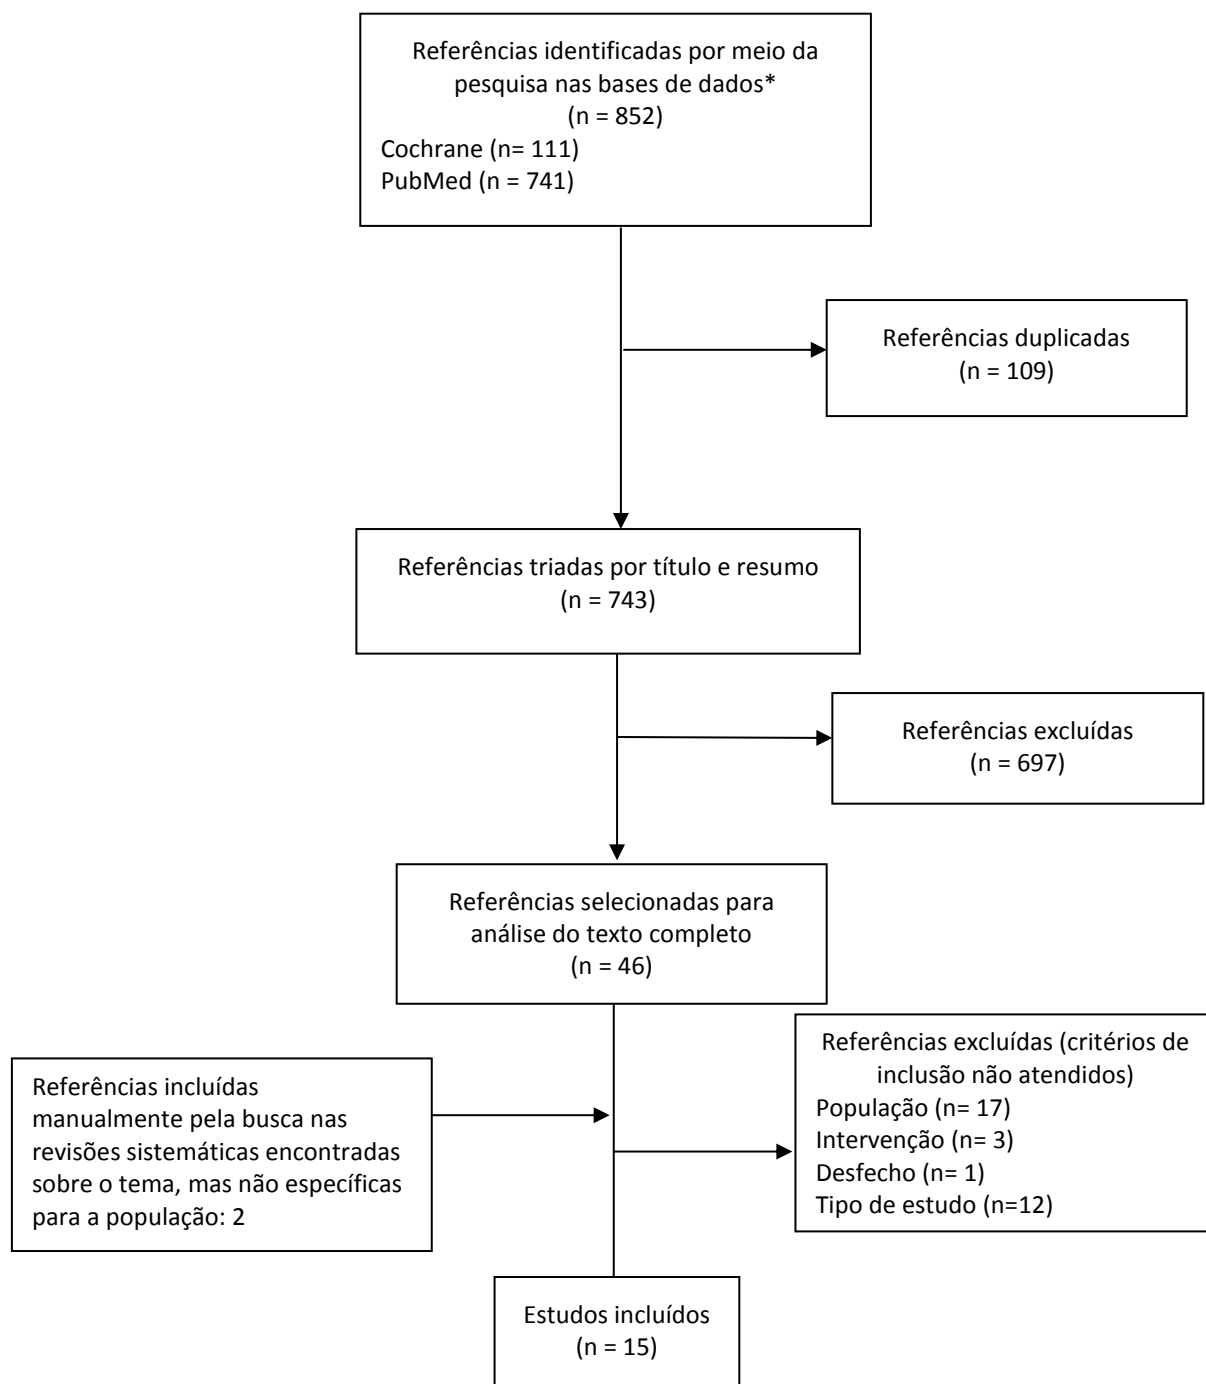 Referências identificadas por meio da
pesquisa nas bases de dados*
(n = 852)
Cochrane (n= 111)
PubMed (n = 741)
Referências duplicadas
(n = 109)
Referências triadas por título e resumo
(n = 743)
Referências excluídas
(n = 697)
Referências selecionadas para
análise do texto completo
(n = 46)
Referências incluídas
manualmente pela busca nas
revisões sistemáticas encontradas
sobre o tema, mas não específicas
para a população: 2
Referências excluídas (critérios de
inclusão não atendidos)
População (n= 17)
Intervenção (n= 3)
Desfecho (n= 1)
Tipo de estudo (n=12)
Estudos incluídos
(n = 15)